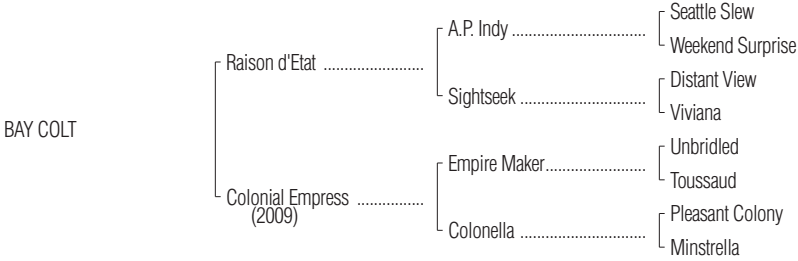 Seattle Slew
A.P. Indy ................................
Weekend Surprise
Raison d'Etat ........................
Distant View
Sightseek ..............................
Viviana
BAY COLT
Unbridled
Empire Maker........................
Toussaud
Colonial Empress ................
(2009)
Pleasant Colony
Colonella ..............................
Minstrella